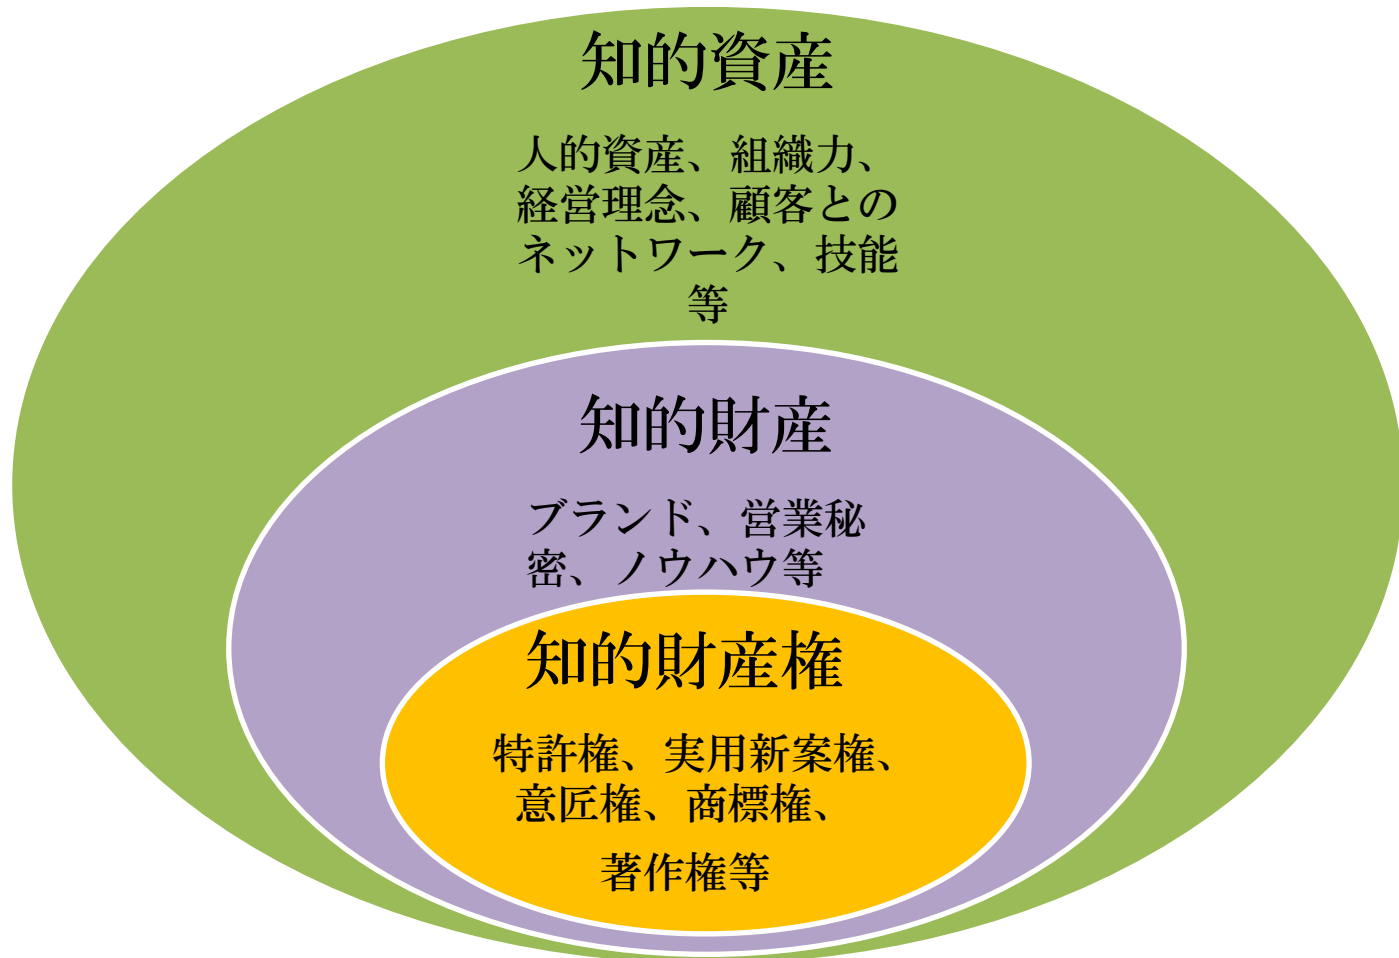 知的資産
人的資産、組織力、
経営理念、顧客との
ネットワーク、技能
等
知的財産
ブランド、営業秘
密、ノウハウ等
知的財産権
特許権、実用新案権、
意匠権、商標権、
著作権等